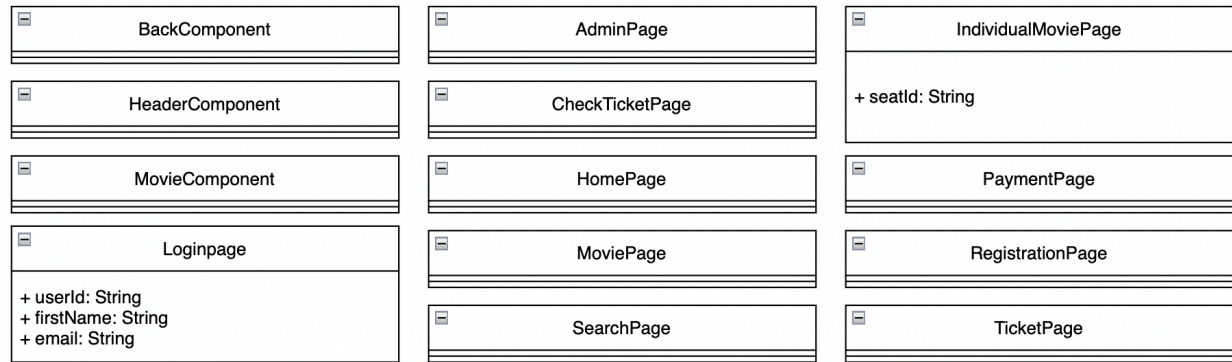 BackComponent
HeaderComponent
MovieComponent
Loginpage
+ userId: String
+ firstName: String
+ email: String
AdminPage
CheckTicketPage
HomePage
MoviePage
SearchPage
IndividualMoviePage
+ seatId: String
PaymentPage
RegistrationPage
TicketPage